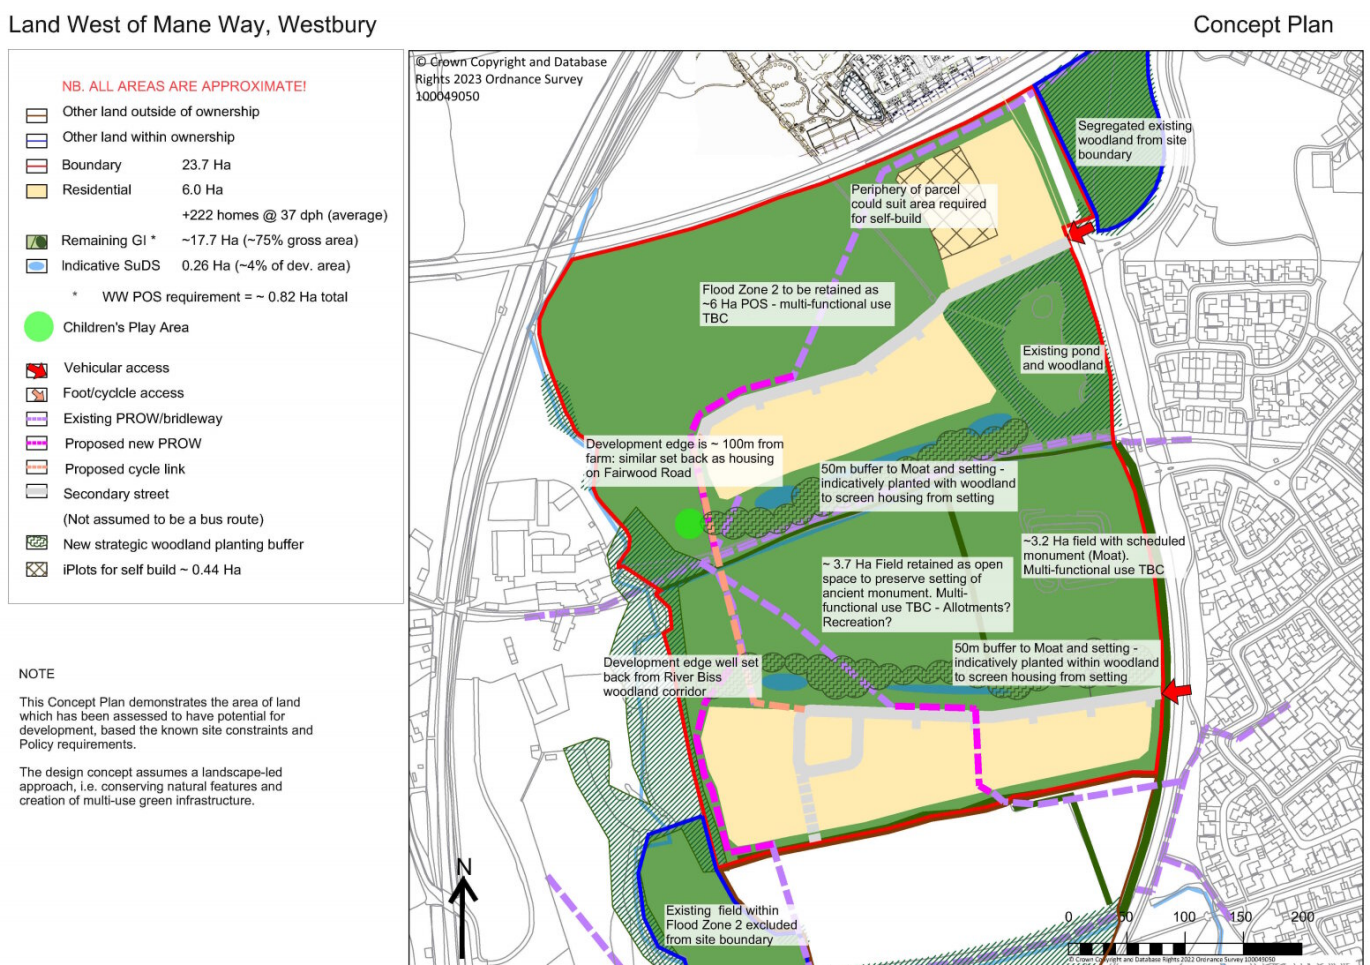 Land West of Mane Way, Westbury
Concept Plan
NB. ALL AREAS ARE APPROXIMATE!
Other land outside of ownership
Other land within ownership
Boundary 23.7 Ha
Residential 6.0 Ha
+222 homes @ 37 dph (average)
Remaining GI * ~17.7 Ha (~75% gross area)
Indicative SuDS 0.26 Ha (~4% of dev. area)
* WW POS requirement = ~ 0.82 Ha total
Children's Play Area
Vehicular access
Foot/cyclcle access
Existing PROW/bridleway
Proposed new PROW
Proposed cycle link
Secondary street
(Not assumed to be a bus route)
New strategic woodland planting buffer
iPlots for self build ~ 0.44 Ha
NOTE
This Concept Plan demonstrates the area of land
which has been assessed to have potential for
development, based the known site constraints and
Policy requirements.
The design concept assumes a landscape-led
approach, i.e. conserving natural features and
creation of multi-use green infrastructure.
© Crown Copyright and Database
Rights 2023 Ordnance Survey
100049050
Segregated existing
woodland from site
boundary
Periphery of parcel
could suit area required
for self-build
Flood Zone 2 to be retained as
~6 Ha POS - multi-functional use
TBC
Existing pond
and woodland
Development edge is ~ 100m from
farm: similar set back as housing
on Fairwood Road
50m buffer to Moat and setting -
indicatively planted with woodland
to screen housing from setting
~3.2 Ha field with scheduled
monument (Moat).
Multi-functional use TBC
~ 3.7 Ha Field retained as open
space to preserve setting of
ancient monument. Multi-
functional use TBC - Allotments?
Recreation?
50m buffer to Moat and setting -
indicatively planted within woodland
to screen housing from setting
Development edge well set
back from River Biss
woodland corridor
Existing field within
Flood Zone 2 excluded
from site boundary
N
0 50 100 150 200
© Crown Copyright and Database Rights 2022 Ordnance Survey 100049050